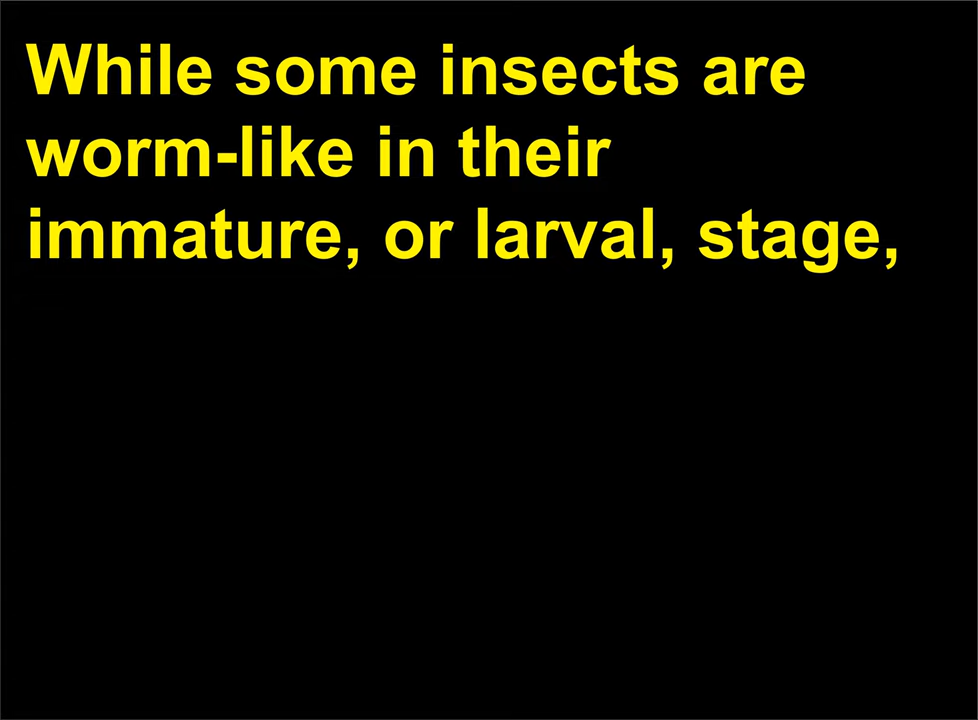 While some insects are
worm-like in their
immature, or larval, stage,